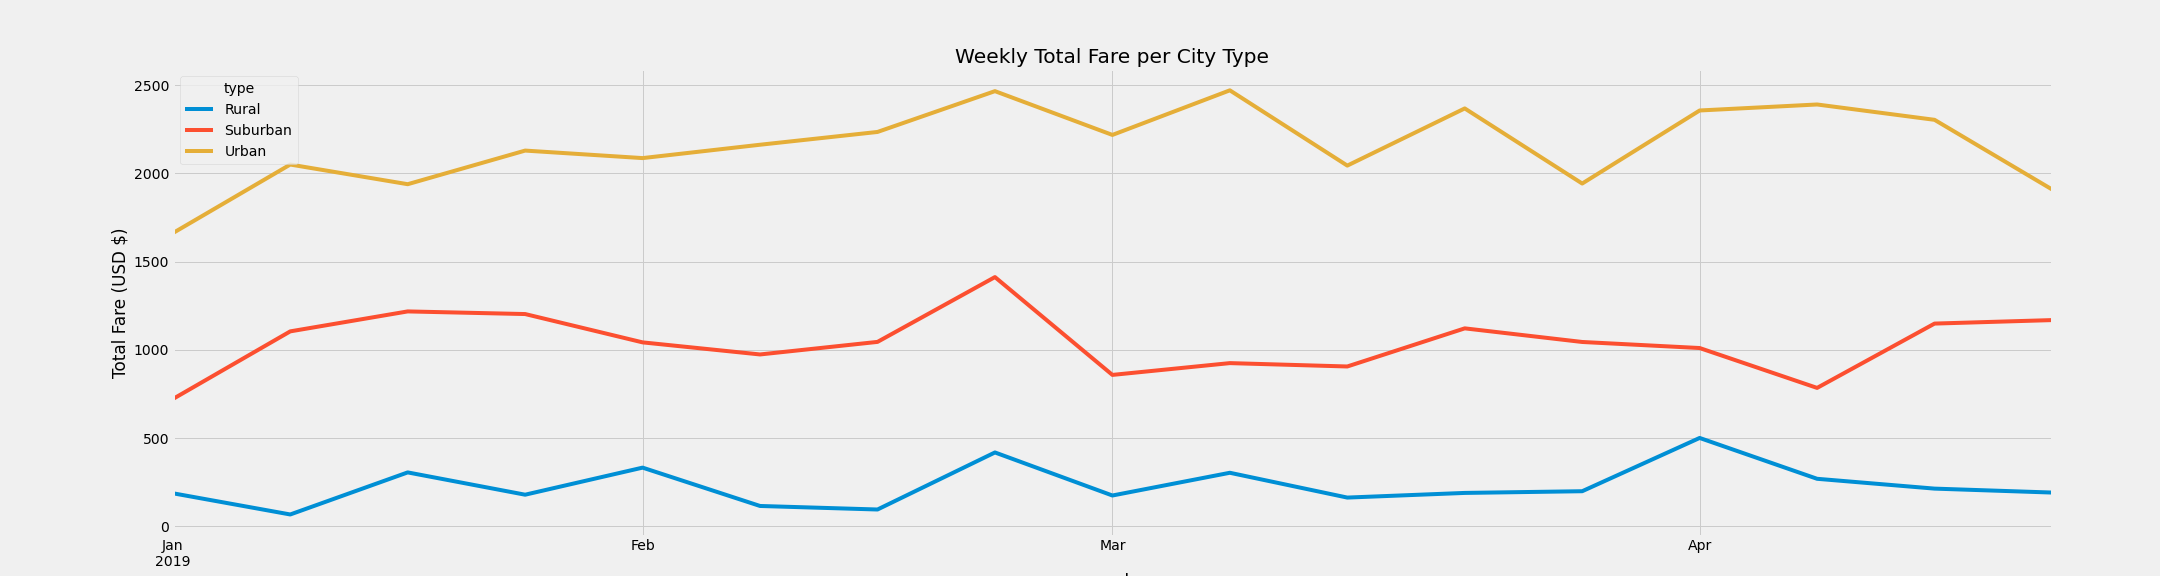 Weekly Total Fare per City Type
type
Rural
Suburban
Urban
Total Fare (USD $)
2500
2000
1500
1000
500
0
Jan
2019
Feb
Mar
Apr